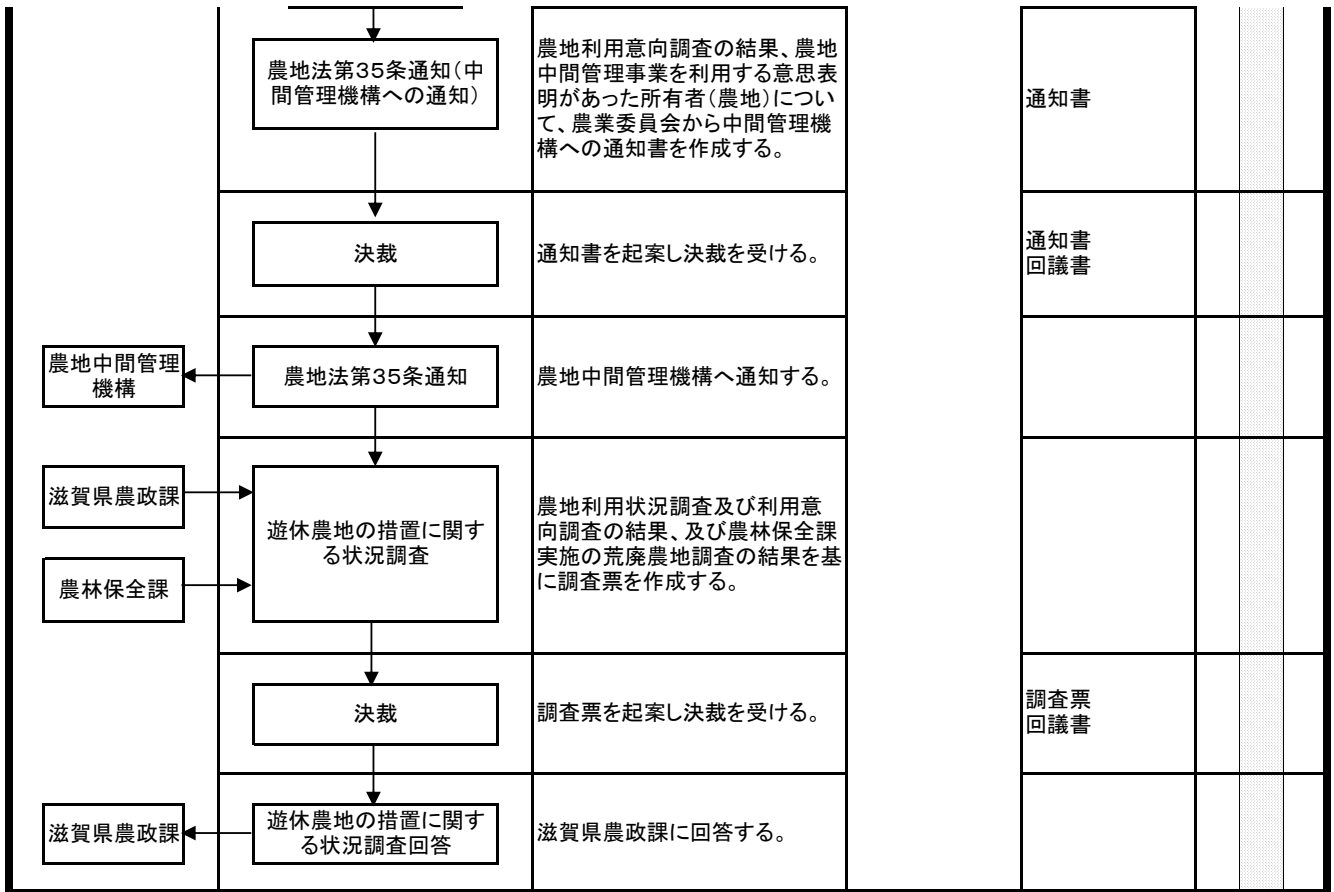 農地法第35条通知(中
間管理機構への通知)
農地利用意向調査の結果、農地
中間管理事業を利用する意思表
明があった所有者(農地)につい
て、農業委員会から中間管理機
構への通知書を作成する。
通知書
決裁
通知書を起案し決裁を受ける。
通知書
回議書
農地中間管理
機構
農地法第35条通知
農地中間管理機構へ通知する。
滋賀県農政課
農林保全課
遊休農地の措置に関す
る状況調査
農地利用状況調査及び利用意
向調査の結果、及び農林保全課
実施の荒廃農地調査の結果を基
に調査票を作成する。
決裁
調査票を起案し決裁を受ける。
調査票
回議書
滋賀県農政課
遊休農地の措置に関す
る状況調査回答
滋賀県農政課に回答する。